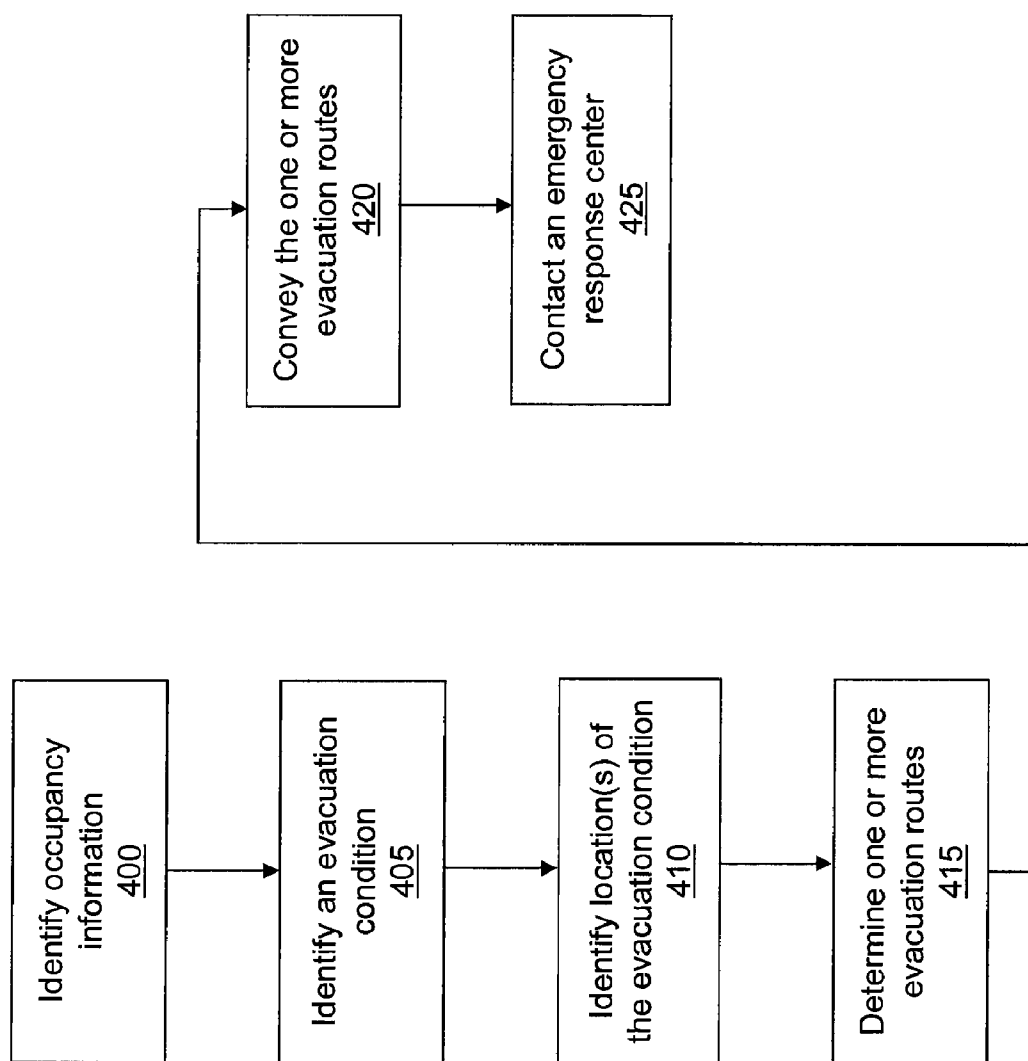 Identify occupancy
information
400
Identify an evacuation
condition
405
Identify location(s) of
the evacuation condition
410
Determine one or more
evacuation routes
415
Convey the one or more
evacuation routes
420
Contact an emergency
response center
425